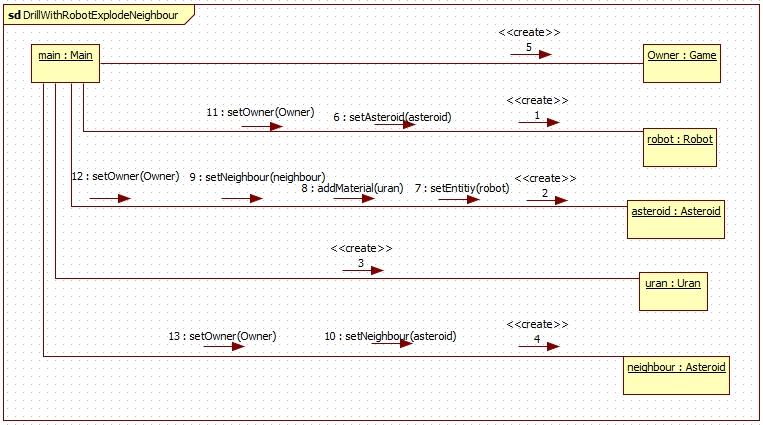 sd DrillWithRobotExplodeNeighbour
<<create>>
5
main : Main
Owner : Game
<<create>>
11 : setOwner(Owner)
6 : setAsteroid(asteroid)
1
robot : Robot
<<create>>
12 : setOwner(Owner)
9 : setNeighbour(neighbour)
8 : addMaterial(uran)
7 : setEntitiy(robot)
2
asteroid : Asteroid
<<create>>
3
uran : Uran
<<create>>
13 : setOwner(Owner)
10 : setNeighbour(asteroid)
4
neighbour : Asteroid